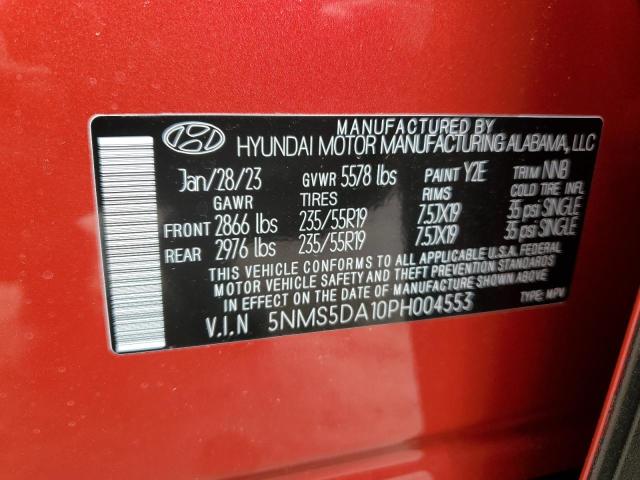 MANUFACTURED BY
HYUNDAI MOTOR MANUFACTURING ALABAMA, LLC
Jan/28/23 GVWR 5578 lbs PAINT Y2E TRIM NNB
GAWR TIRES RIMS COLD TIRE INFL
FRONT 2866 lbs 235/55R19 7.5JX19 35 psi SINGLE
REAR 2976 lbs 235/55R19 7.5JX19 35 psi SINGLE
THIS VEHICLE CONFORMS TO ALL APPLICABLE U.S.A. FEDERAL
MOTOR VEHICLE SAFETY AND THEFT PREVENTION STANDARDS
IN EFFECT ON THE DATE OF MANUFACTURE SHOWN ABOVE.
V.I.N 5NMS5DA10PH004553 TYPE: MPV